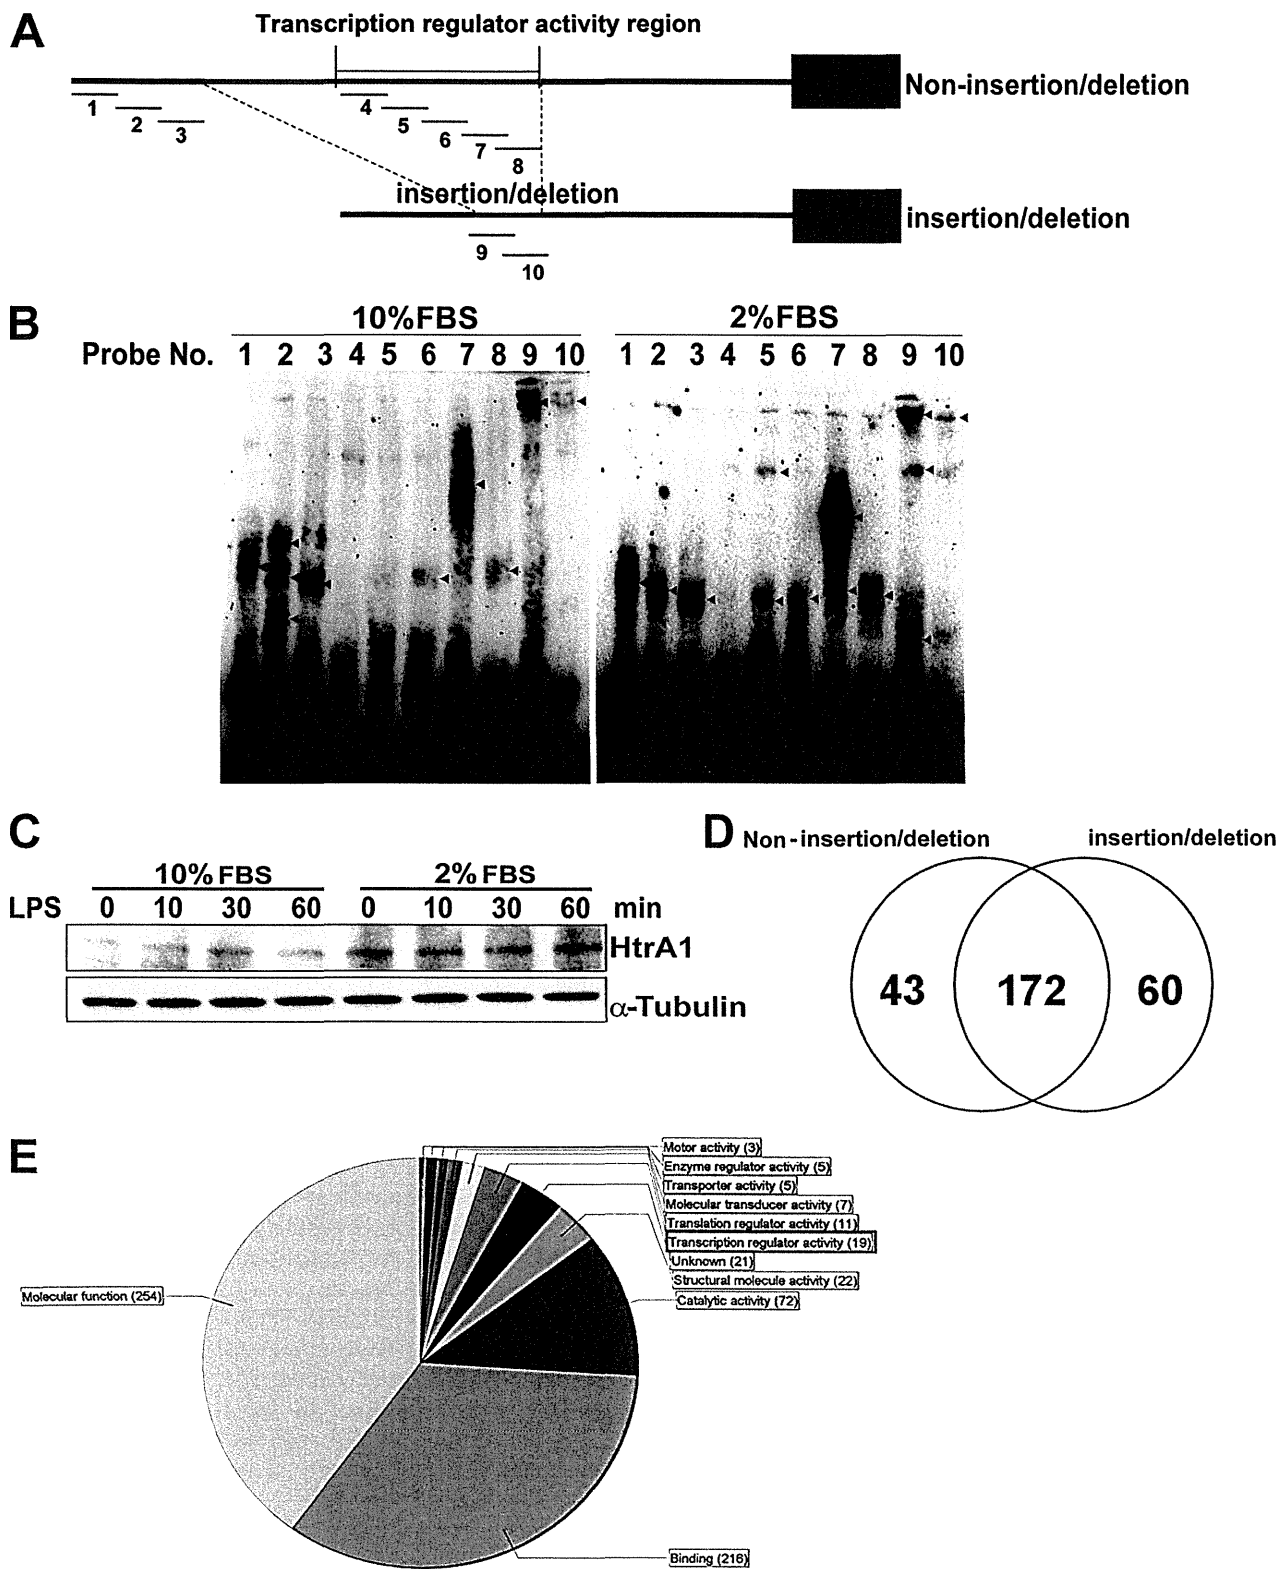 A
Transcription regulator activity region
Non-insertion/deletion
1
2
3
4
5
6
7
8
insertion/deletion
insertion/deletion
9
10
B
10%FBS
2%FBS
Probe No. 1 2 3 4 5 6 7 8 9 10 1 2 3 4 5 6 7 8 9 10
C
10% FBS
2% FBS
LPS 0 10 30 60 0 10 30 60 min
HtrA1
α-Tubulin
D
Non-insertion/deletion
insertion/deletion
43
172
60
E
Motor activity (3)
Enzyme regulator activity (5)
Transporter activity (5)
Molecular transducer activity (7)
Translation regulator activity (11)
Transcription regulator activity (19)
Unknown (21)
Structural molecule activity (22)
Catalytic activity (72)
Molecular function (254)
Binding (216)